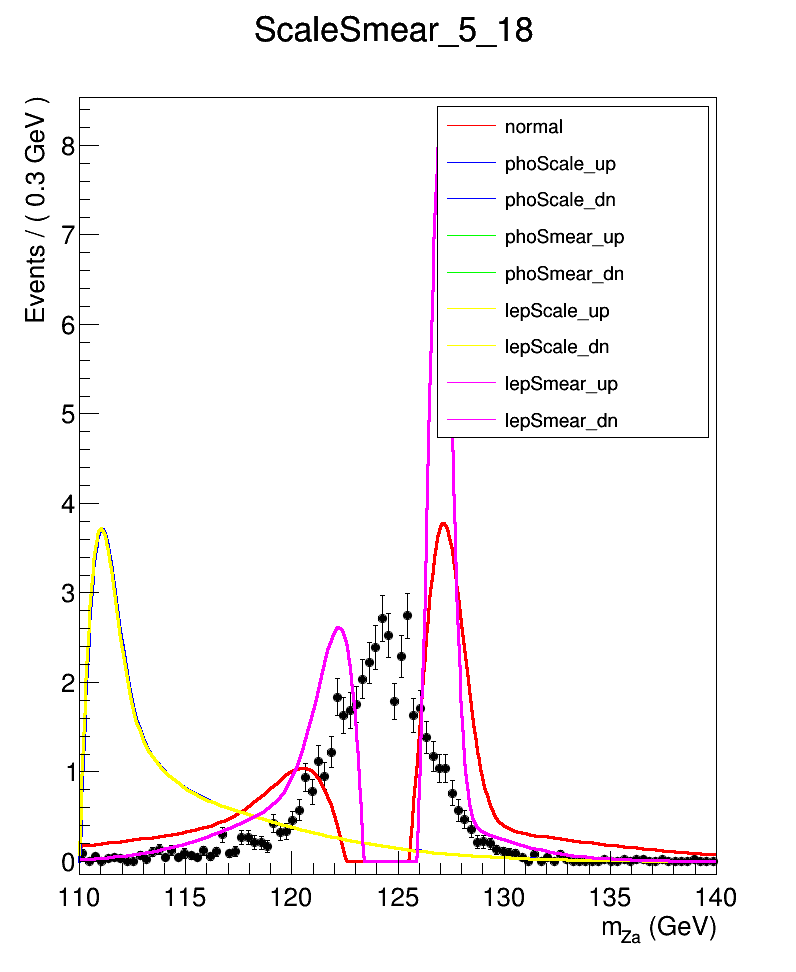 ScaleSmear_5_18
Events / ( 0.3 GeV )
8
7
6
5
4
3
2
1
0
normal
phoScale_up
phoScale_dn
phoSmear_up
phoSmear_dn
lepScale_up
lepScale_dn
lepSmear_up
lepSmear_dn
110 115 120 125 130 135 140
m_Za (GeV)